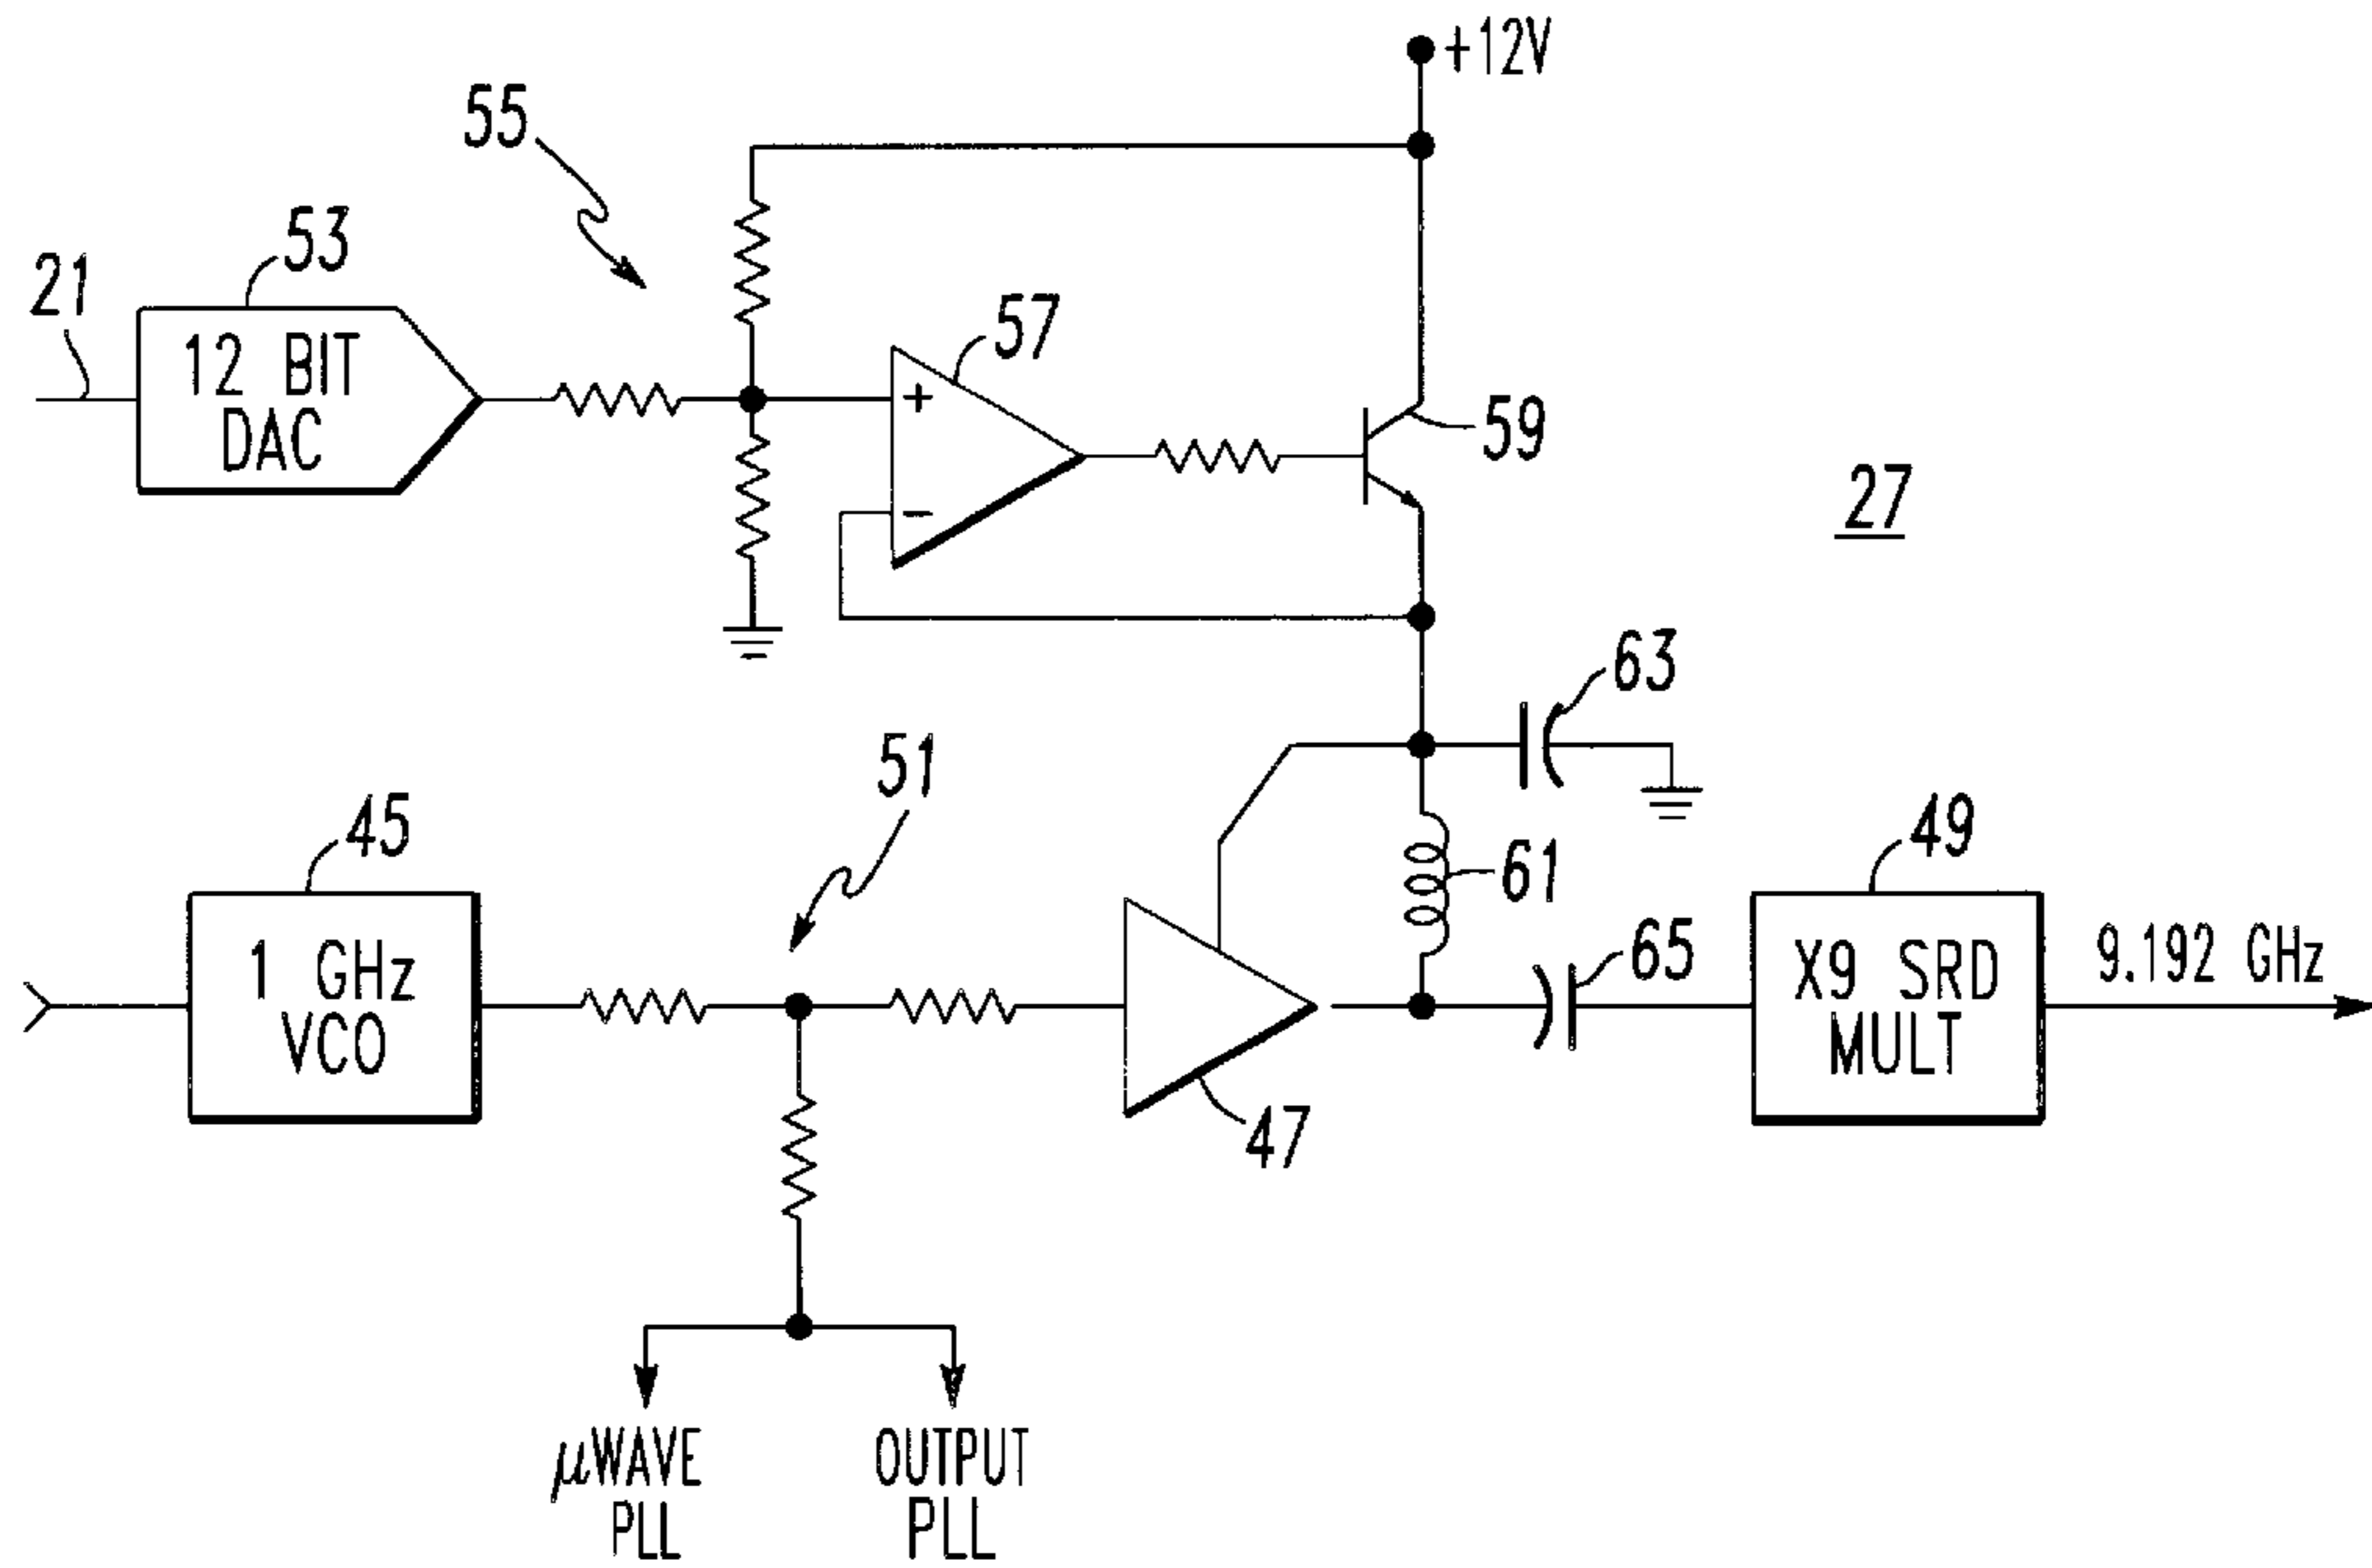 +12V
55
53
21
12 BIT
DAC
57
+
−
59
27
63
51
45
1 GHz
VCO
61
65
49
X9 SRD
MULT
9.192 GHz
47
μWAVE
PLL
OUTPUT
PLL